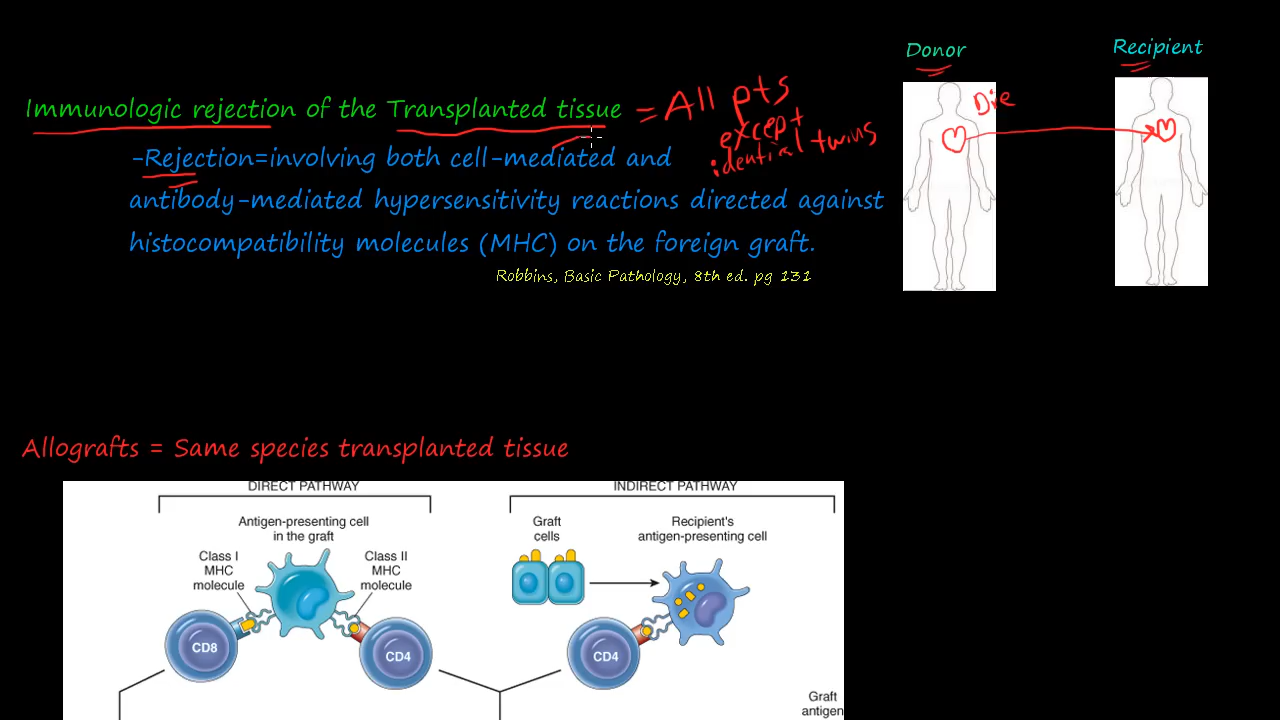 Donor
Recipient
Die
Immunologic rejection of the Transplanted tissue
= All pts
except
idential twins
-Rejection=involving both cell-mediated and
antibody-mediated hypersensitivity reactions directed against
histocompatibility molecules (MHC) on the foreign graft.
Robbins, Basic Pathology, 8th ed. pg 131
Allografts = Same species transplanted tissue
DIRECT PATHWAY
Antigen-presenting cell
in the graft
Class I
MHC
molecule
Class II
MHC
molecule
CD8
CD4
INDIRECT PATHWAY
Graft
cells
Recipient's
antigen-presenting cell
CD4
Graft
antigen